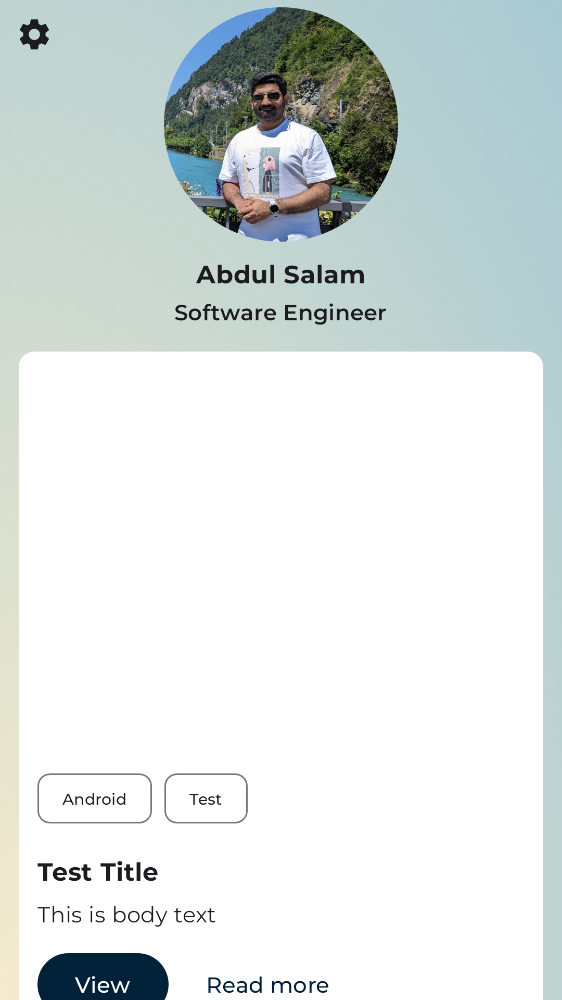 Abdul Salam
Software Engineer
Android Test
Test Title
This is body text
View Read more